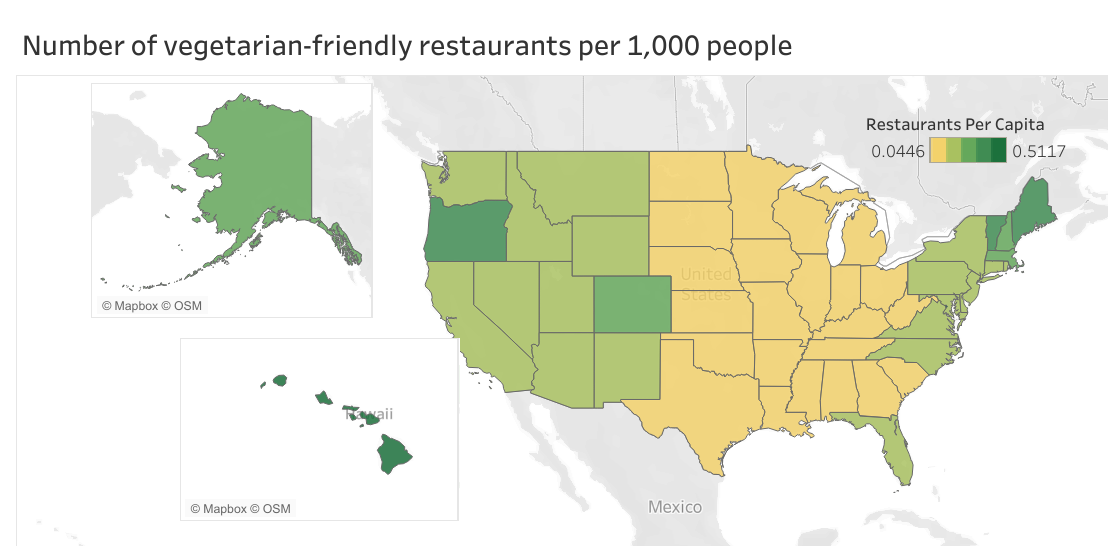 Number of vegetarian-friendly restaurants per 1,000 people
Restaurants Per Capita
0.0446 0.5117
United
States
© Mapbox © OSM
Hawaii
© Mapbox © OSM
Mexico